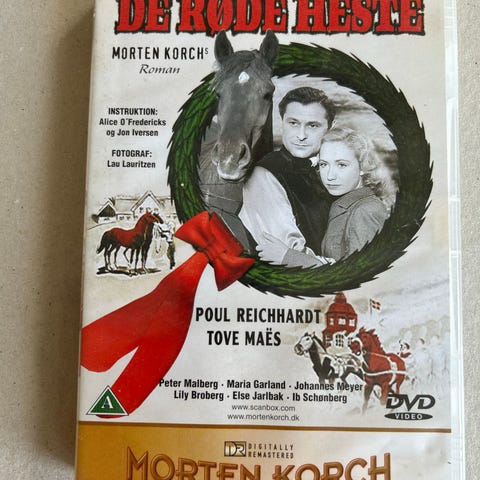 DE RØDE HESTE
MORTEN KORCHS
Roman
INSTRUKTION:
Alice O´Fredericks
og Jon Iversen
FOTOGRAF:
Lau Lauritzen
POUL REICHHARDT
TOVE MAËS
Peter Malberg · Maria Garland · Johannes Meyer
Lily Broberg · Else Jarlbak · Ib Schønberg
www.scanbox.com
www.mortenkorch.dk
A
DVD
VIDEO
DR DIGITALLY
REMASTERED
MORTEN KORCH